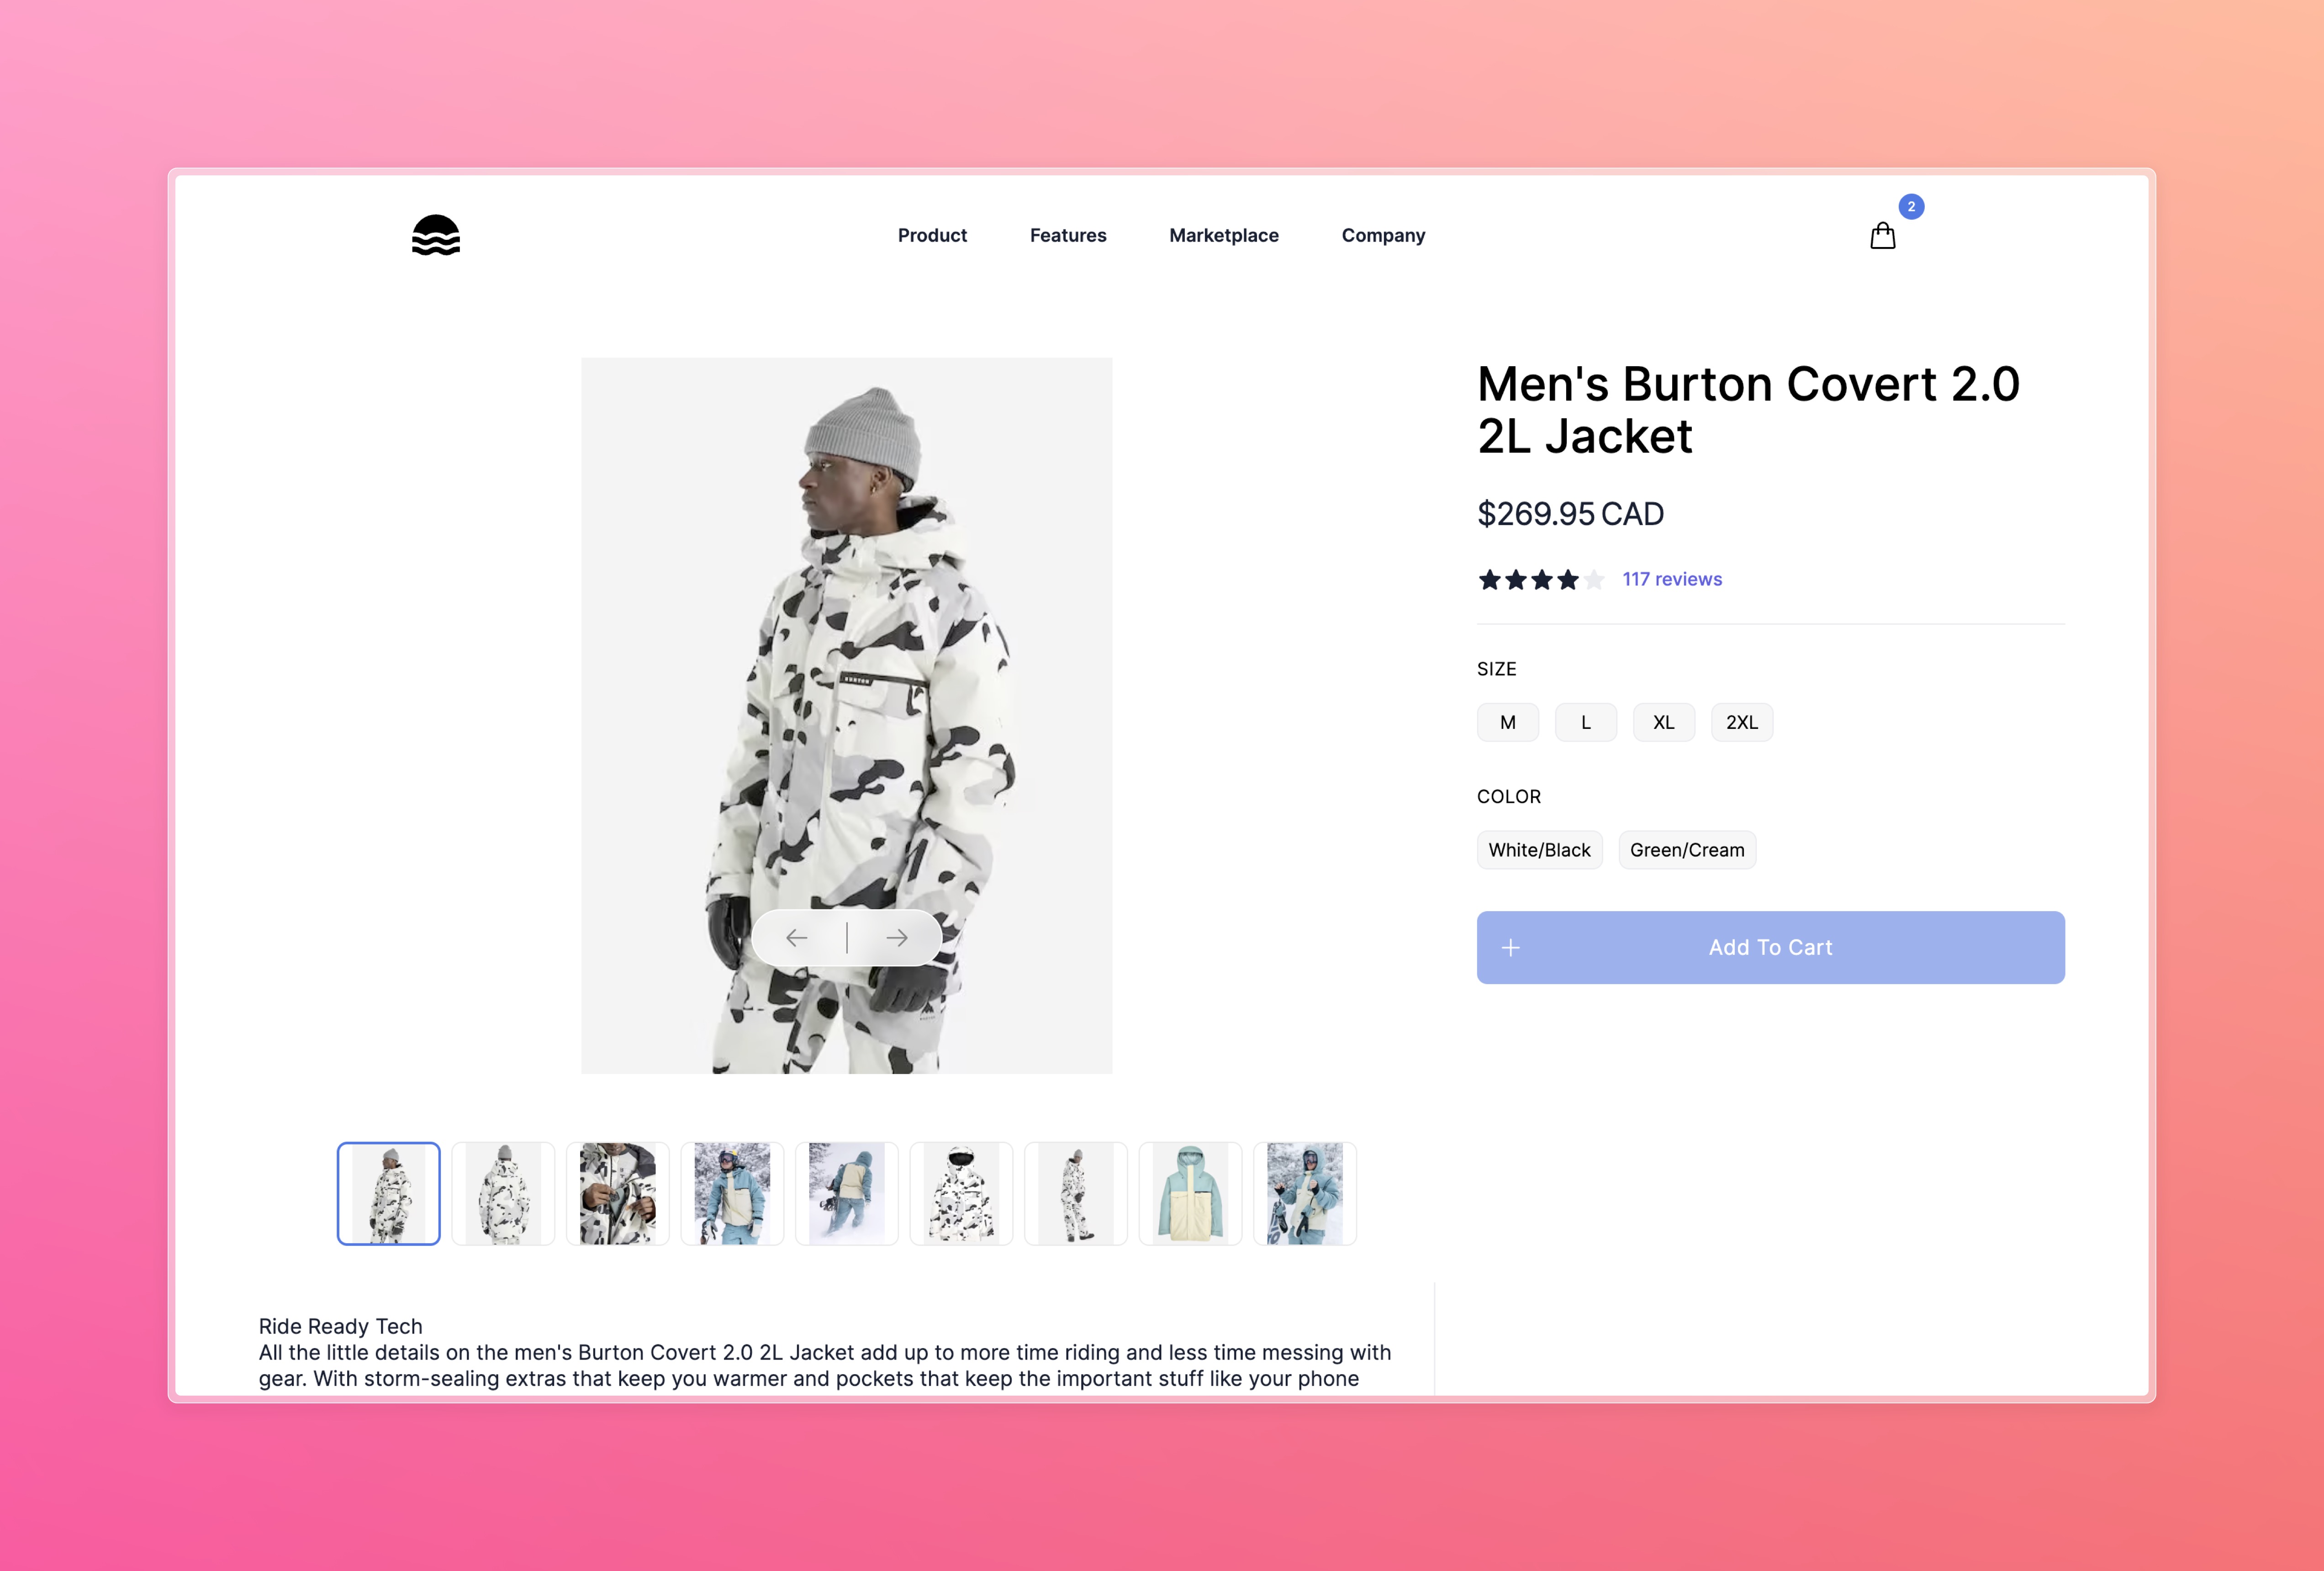 Product
Features
Marketplace
Company
2
Men's Burton Covert 2.0
2L Jacket
$269.95 CAD
117 reviews
SIZE
M
L
XL
2XL
COLOR
White/Black
Green/Cream
Add To Cart
BURTON
Ride Ready Tech
All the little details on the men's Burton Covert 2.0 2L Jacket add up to more time riding and less time messing with
gear. With storm-sealing extras that keep you warmer and pockets that keep the important stuff like your phone